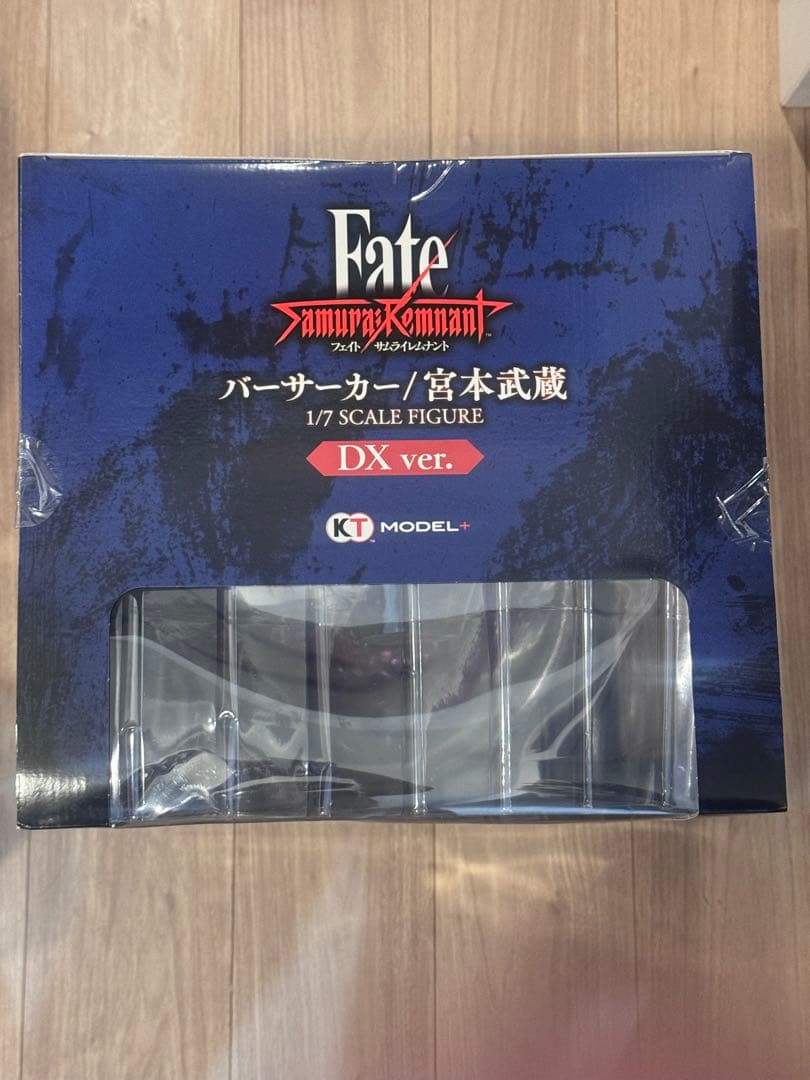 Fate
Samurai Remnant™
フェイト/サムライレムナント
バーサーカー/宮本武蔵
1/7 SCALE FIGURE
DX ver.
KT MODEL+